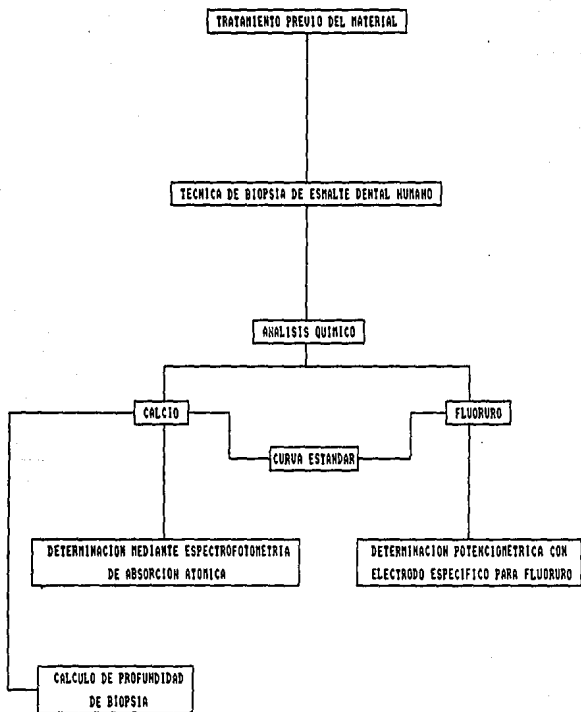 TRATAMIENTO PREVIO DEL MATERIAL
TECNICA DE BIOPSIA DE ESMALTE DENTAL HUMANO
ANALISIS QUIMICO
CALCIO
FLUORURO
CURVA ESTANDAR
DETERMINACION MEDIANTE ESPECTROFOTOMETRIA
DE ABSORCION ATOMICA
DETERMINACION POTENCIOMETRICA CON
ELECTRODO ESPECIFICO PARA FLUORURO
CALCULO DE PROFUNDIDAD
DE BIOPSIA